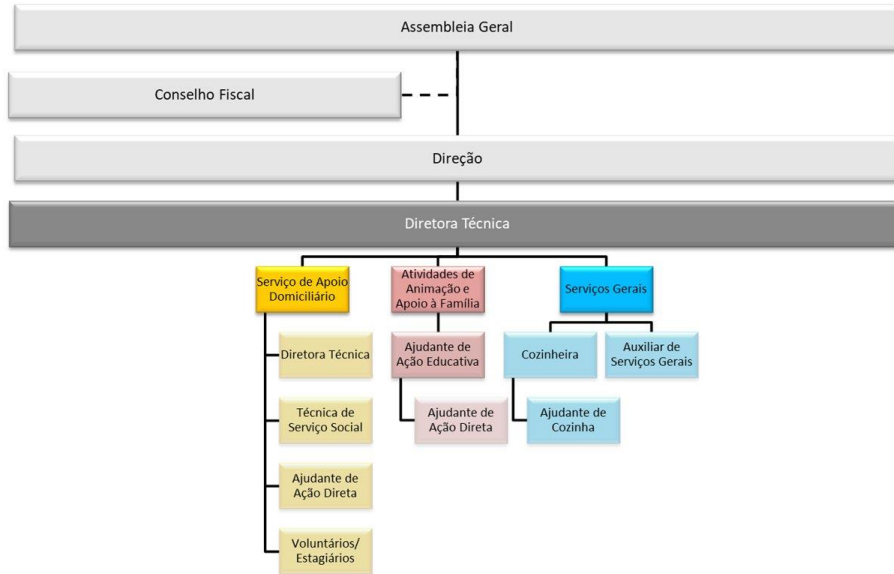 Assembleia Geral
Conselho Fiscal
Direção
Diretora Técnica
Serviço de Apoio
Domiciliário
Atividades de
Animação e
Apoio à Família
Serviços Gerais
Diretora Técnica
Ajudante de
Ação Educativa
Cozinheira
Auxiliar de
Serviços Gerais
Técnica de
Serviço Social
Ajudante de
Ação Direta
Ajudante de
Cozinha
Ajudante de
Ação Direta
Voluntários/
Estagiários